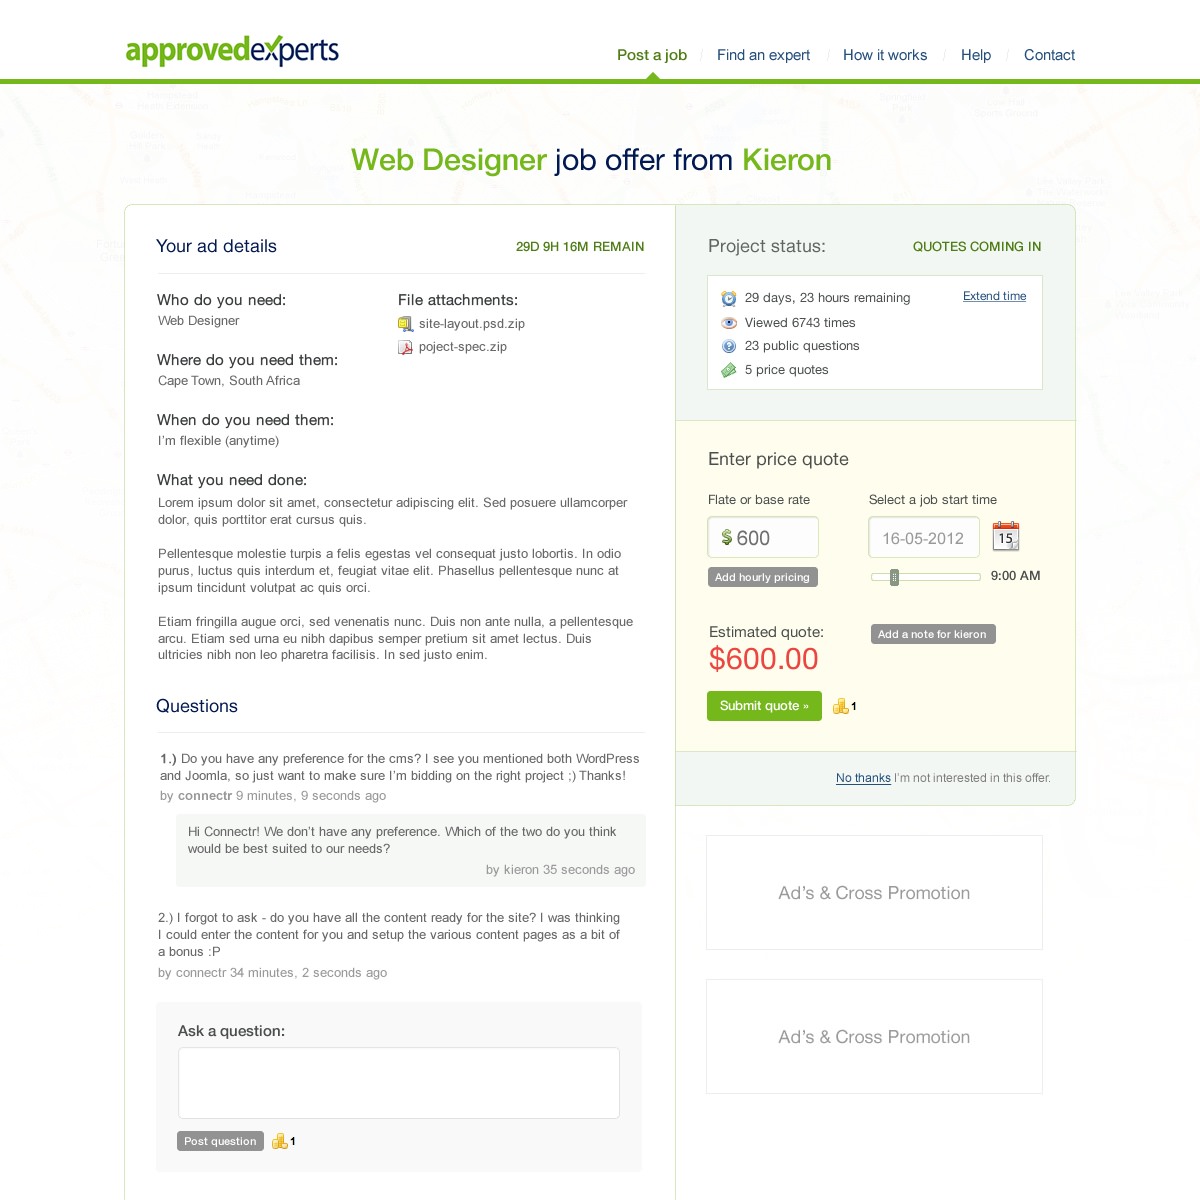 approvedexperts
Post a job / Find an expert / How it works / Help / Contact
Web Designer job offer from Kieron
Your ad details
29D 9H 16M REMAIN
Who do you need:
Web Designer
Where do you need them:
Cape Town, South Africa
When do you need them:
I'm flexible (anytime)
File attachments:
site-layout.psd.zip
poject-spec.zip
What you need done:
Lorem ipsum dolor sit amet, consectetur adipiscing elit. Sed posuere ullamcorper
dolor, quis porttitor erat cursus quis.
Pellentesque molestie turpis a felis egestas vel consequat justo lobortis. In odio
purus, luctus quis interdum et, feugiat vitae elit. Phasellus pellentesque nunc at
ipsum tincidunt volutpat ac quis orci.
Etiam fringilla augue orci, sed venenatis nunc. Duis non ante nulla, a pellentesque
arcu. Etiam sed urna eu nibh dapibus semper pretium sit amet lectus. Duis
ultricies nibh non leo pharetra facilisis. In sed justo enim.
Questions
1.) Do you have any preference for the cms? I see you mentioned both WordPress
and Joomla, so just want to make sure I'm bidding on the right project ;) Thanks!
by connectr 9 minutes, 9 seconds ago
Hi Connectr! We don't have any preference. Which of the two do you think
would be best suited to our needs?
by kieron 35 seconds ago
2.) I forgot to ask - do you have all the content ready for the site? I was thinking
I could enter the content for you and setup the various content pages as a bit of
a bonus :P
by connectr 34 minutes, 2 seconds ago
Ask a question:
Post question 1
Project status:
QUOTES COMING IN
29 days, 23 hours remaining
Extend time
Viewed 6743 times
23 public questions
5 price quotes
Enter price quote
Flate or base rate
$ 600
Add hourly pricing
Select a job start time
16-05-2012
15
9:00 AM
Estimated quote:
$600.00
Add a note for kieron
Submit quote » 1
No thanks I'm not interested in this offer.
Ad's & Cross Promotion
Ad's & Cross Promotion